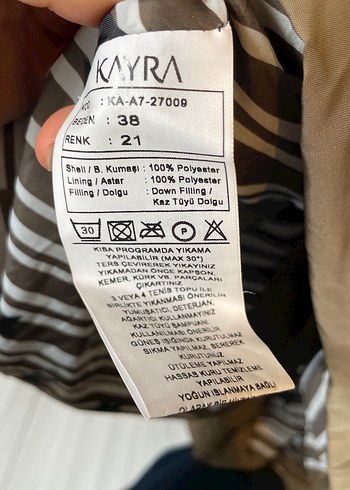 KAYRA
: KA-A7-27009
BEDEN : 38
RENK : 21
Shell / B. Kumaşı : 100% Polyester
Lining / Astar : 100% Polyester
Filling / Dolgu : Down Filling /
Kaz Tüyü Dolgu
30 P
KISA PROGRAMDA YIKAMA
YAPILABİLİR (MAX 30°)
TERS ÇEVİREREK YIKAYINIZ
YIKAMADAN ÖNCE KAPSON,
KEMER, KÜRK VS. PARÇALARI
ÇIKARTINIZ
3 VEYA 4 TENİS TOPU İLE
BİRLİKTE YIKANMASI ÖNERİLİR
YUMUŞATICI, DETERJAN,
AĞARTICI KULLANMAYINIZ
KAZ TÜYÜ ŞAMPUANI
KULLANILMASI ÖNERİLİR
GÜNEŞ IŞIĞINDA KURUTULMAZ
SIKMA YAPILMAZ, SEREREK
KURUTUNUZ
ÜTÜLEME YAPILMAZ
HASSAS KURU TEMİZLEME
YAPILABİLİR
YOĞUN ISLANMAYA BAĞLI
OLARAK